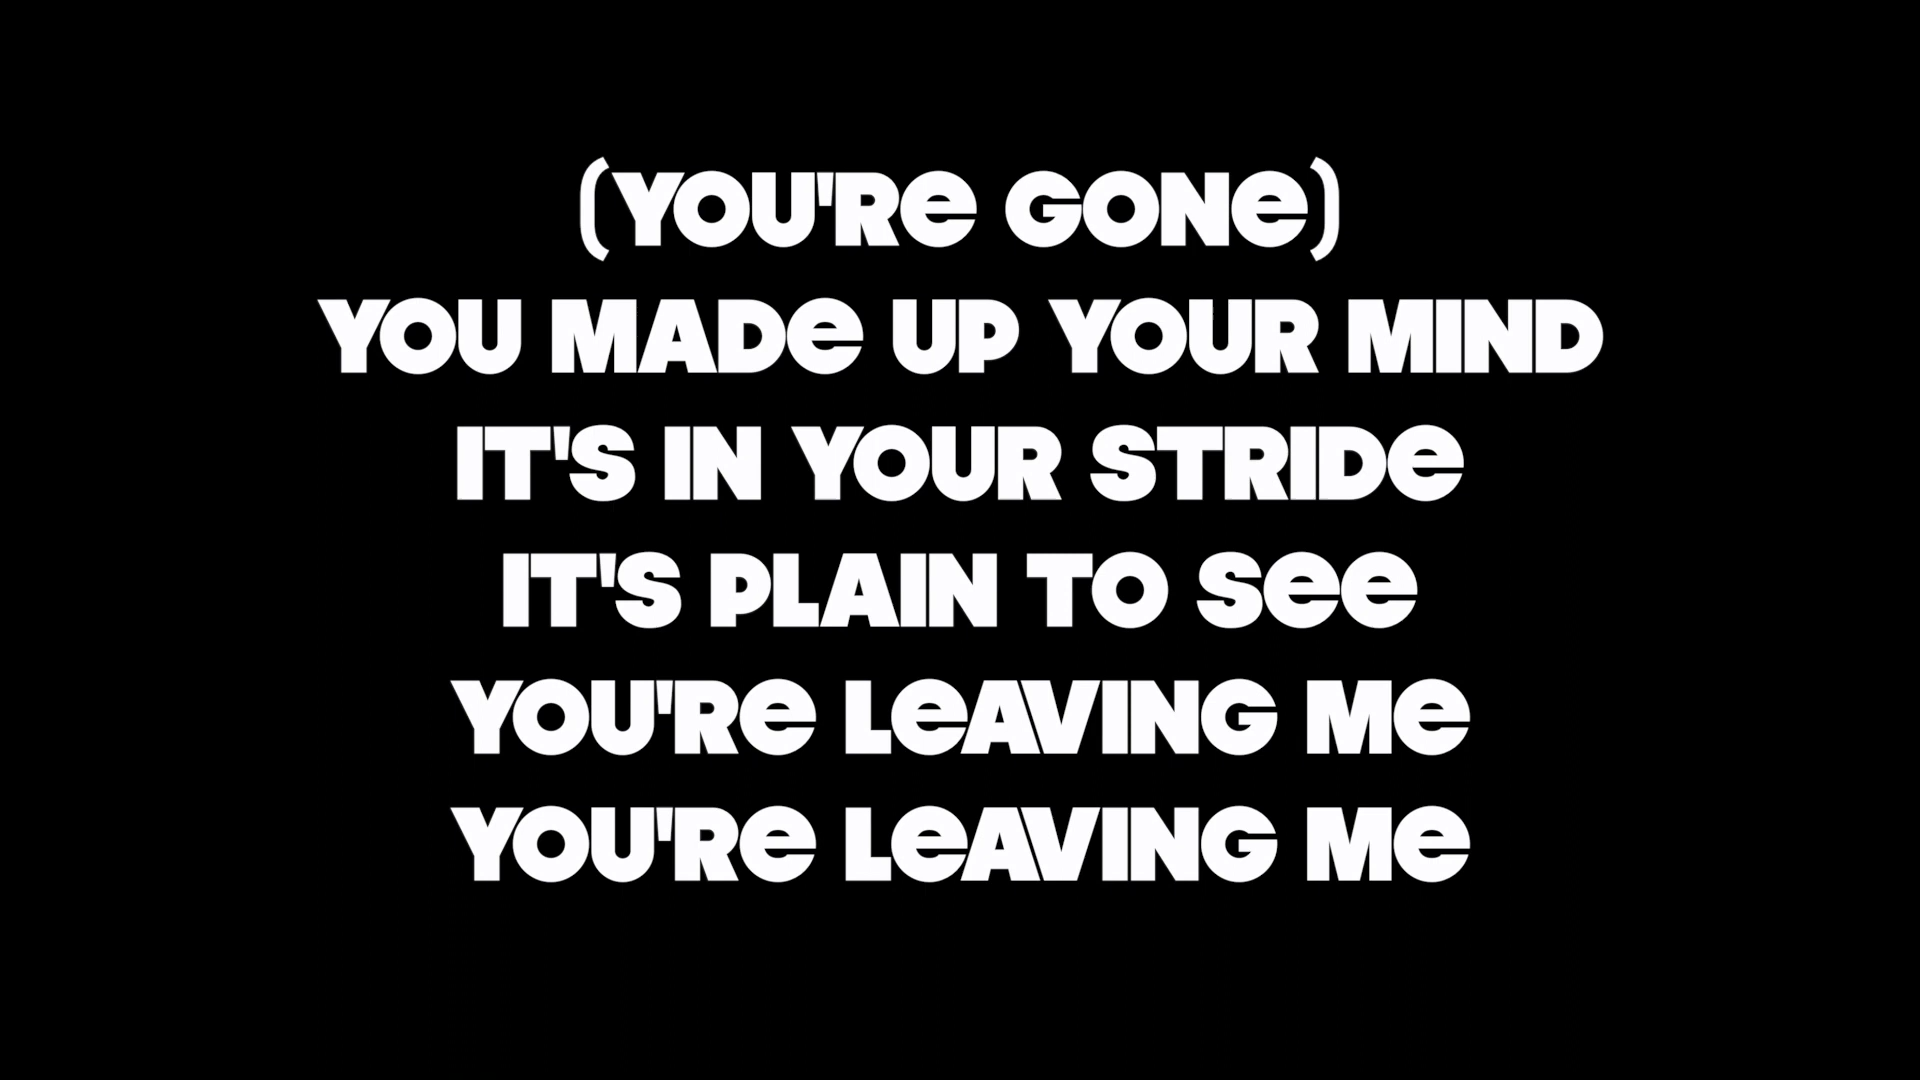 (YOU'Re GONe)
YOU MADe UP YOUR MIND
IT'S IN YOUR STRIDe
IT'S PLAIN TO See
YOU'Re LeAVING Me
YOU'Re LeAVING Me